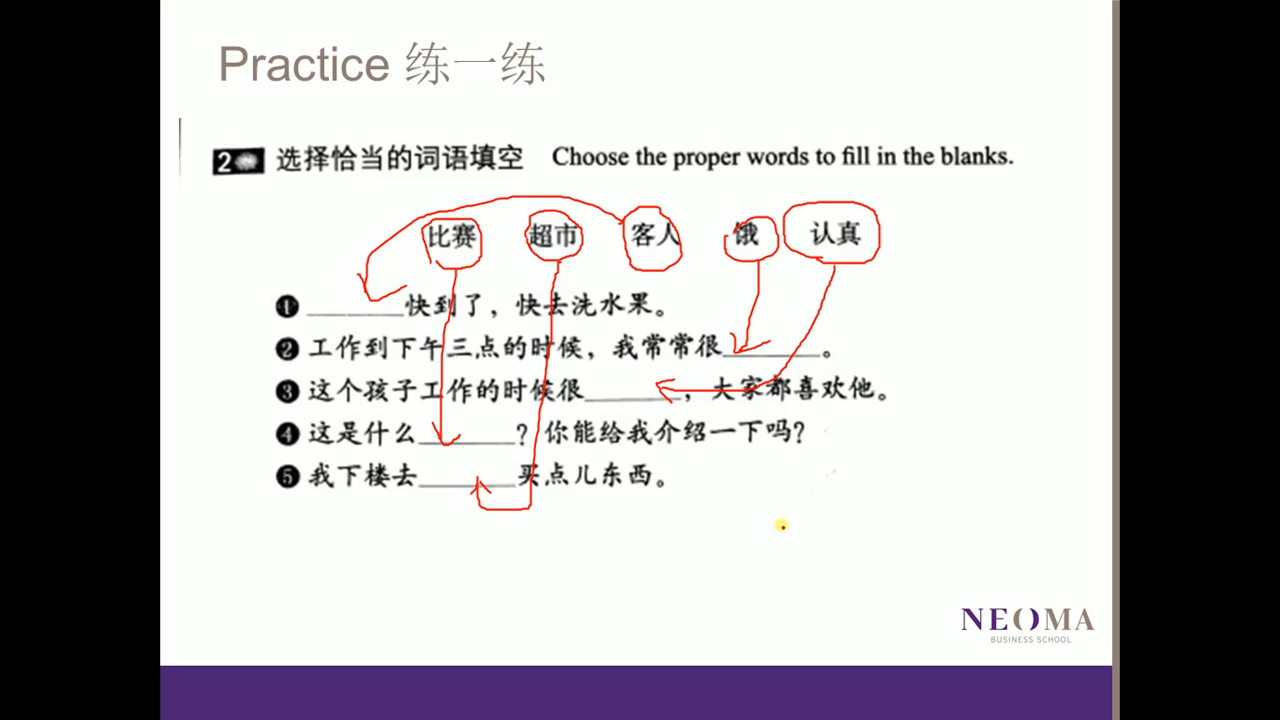 Practice 练一练
2 选择恰当的词语填空 Choose the proper words to fill in the blanks.
比赛 超市 客人 饿 认真
❶ ________快到了，快去洗水果。
❷ 工作到下午三点的时候，我常常很________。
❸ 这个孩子工作的时候很________，大家都喜欢他。
❹ 这是什么________？你能给我介绍一下吗？
❺ 我下楼去________买点儿东西。
NEOMA
BUSINESS SCHOOL